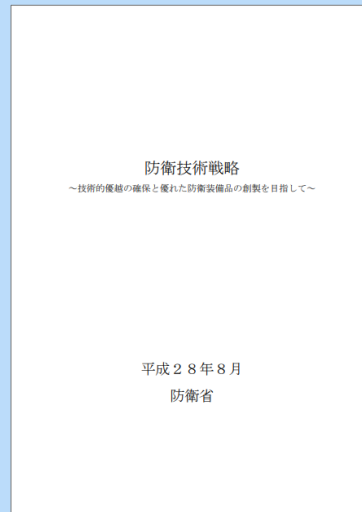 防衛技術戦略
～技術的優越の確保と優れた防衛装備品の創製を目指して～
平成２８年８月
防衛省